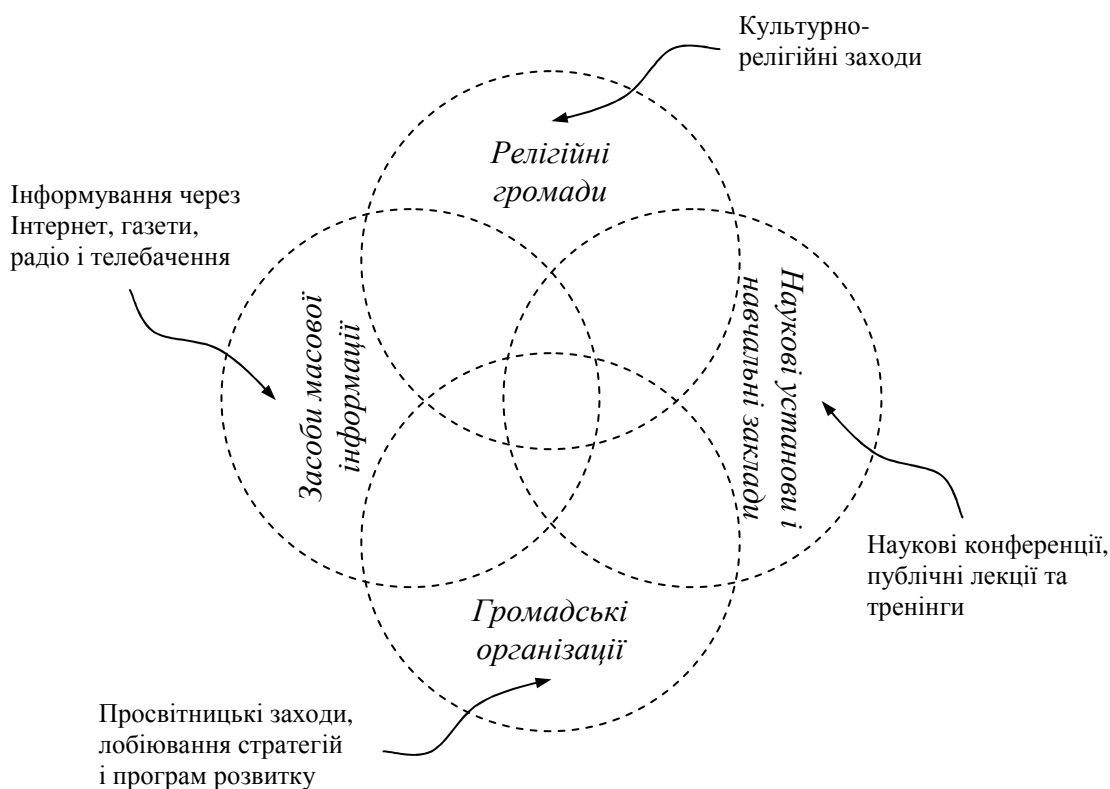 Культурно-
релігійні заходи
Релігійні
громади
Інформування через
Інтернет, газети,
радіо і телебачення
Засоби масової
інформації
Наукові установи і
навчальні заклади
Наукові конференції,
публічні лекції та
тренінги
Громадські
організації
Просвітницькі заходи,
лобіювання стратегій
і програм розвитку